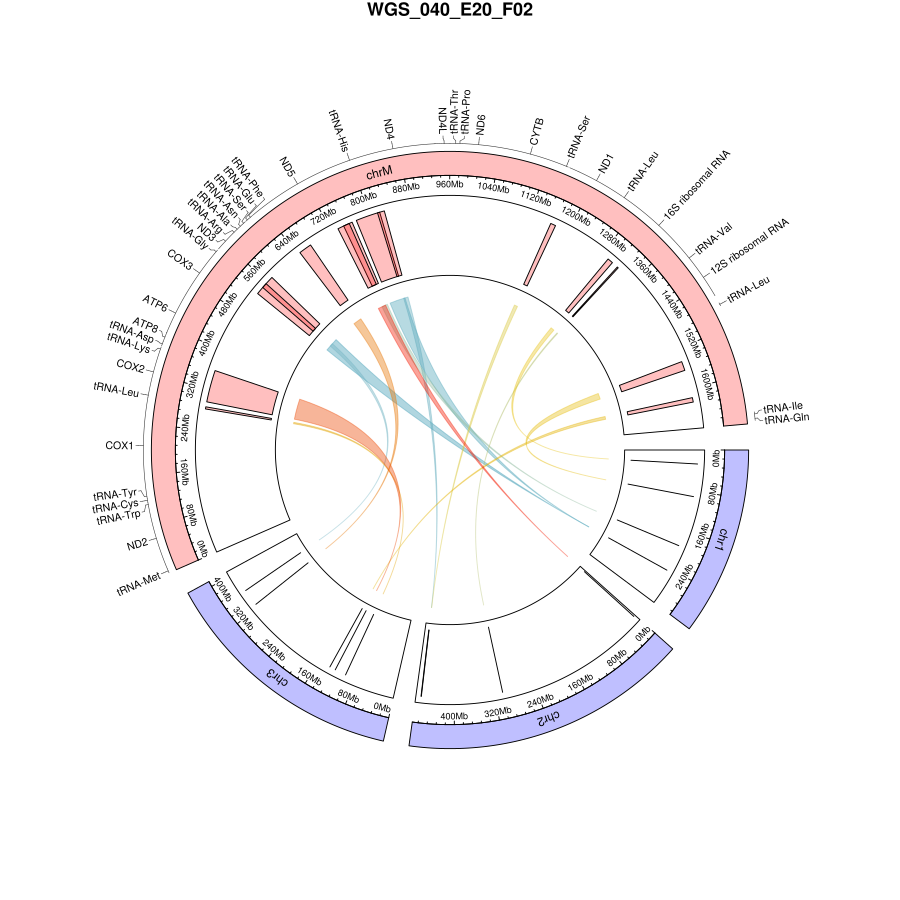 WGS_040_E20_F02
tRNA-Met
ND2
tRNA-Trp
tRNA-Cys
tRNA-Tyr
COX1
tRNA-Leu
COX2
tRNA-Lys
tRNA-Asp
ATP8
ATP6
COX3
tRNA-Gly
ND3
tRNA-Arg
tRNA-Ala
tRNA-Asn
tRNA-Ser
tRNA-Glu
tRNA-Phe
ND5
tRNA-His
ND4
ND4L
tRNA-Thr
tRNA-Pro
ND6
CYTB
tRNA-Ser
ND1
tRNA-Leu
16S ribosomal RNA
tRNA-Val
12S ribosomal RNA
tRNA-Leu
tRNA-Ile
tRNA-Gln
chrM
0Mb
80Mb
160Mb
240Mb
320Mb
400Mb
480Mb
560Mb
640Mb
720Mb
800Mb
880Mb
960Mb
1040Mb
1120Mb
1200Mb
1280Mb
1360Mb
1440Mb
1520Mb
1600Mb
chr1
0Mb
80Mb
160Mb
240Mb
chr2
0Mb
80Mb
160Mb
240Mb
320Mb
400Mb
chr3
0Mb
80Mb
160Mb
240Mb
320Mb
400Mb